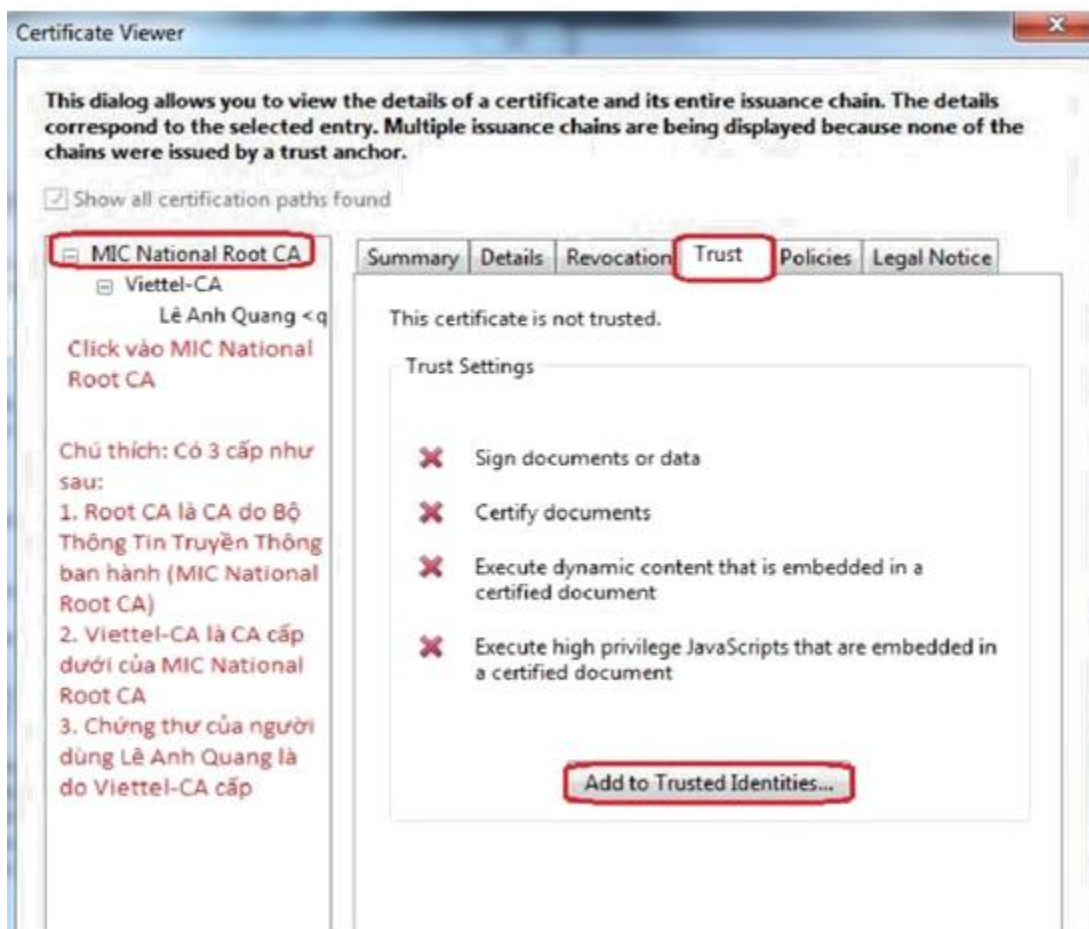 Certificate Viewer
This dialog allows you to view the details of a certificate and its entire issuance chain. The details
correspond to the selected entry. Multiple issuance chains are being displayed because none of the
chains were issued by a trust anchor.
Show all certification paths found
MIC National Root CA
Viettel-CA
Lê Anh Quang <q
Click vào MIC National
Root CA
Chú thích: Có 3 cấp như
sau:
1. Root CA là CA do Bộ
Thông Tin Truyền Thông
ban hành (MIC National
Root CA)
2. Viettel-CA là CA cấp
dưới của MIC National
Root CA
3. Chứng thư của người
dùng Lê Anh Quang là
do Viettel-CA cấp
Summary Details Revocation Trust Policies Legal Notice
This certificate is not trusted.
Trust Settings
Sign documents or data
Certify documents
Execute dynamic content that is embedded in a
certified document
Execute high privilege JavaScripts that are embedded in
a certified document
Add to Trusted Identities...